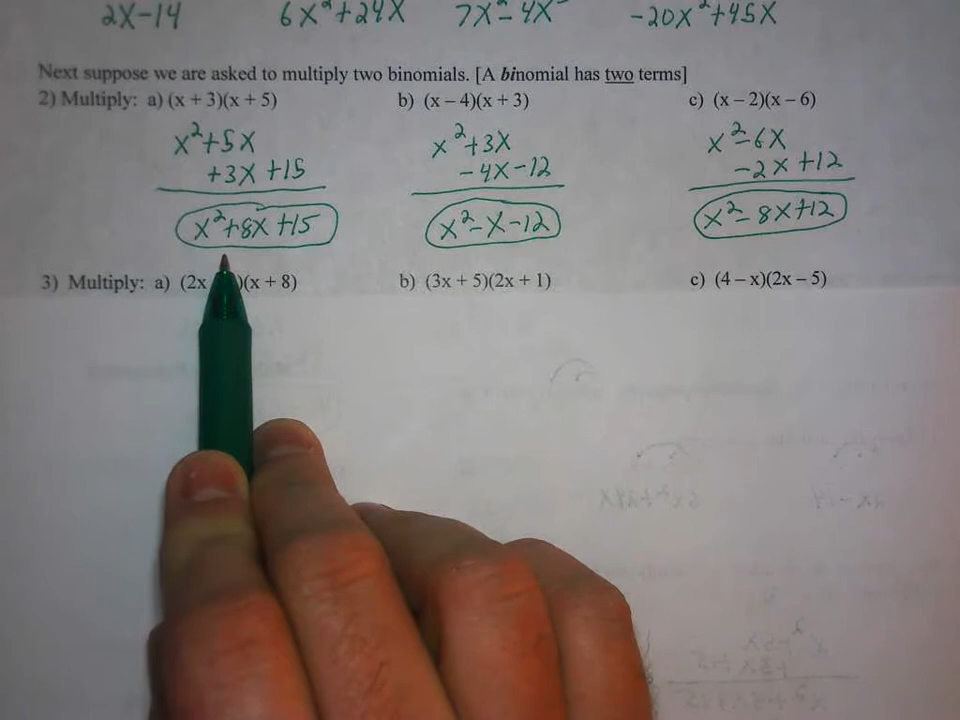 2x-14 6x²+24x 7x²-4x -20x²+45x
Next suppose we are asked to multiply two binomials. [A binomial has two terms]
2) Multiply: a) (x + 3)(x + 5) b) (x – 4)(x + 3) c) (x – 2)(x – 6)
x²+5x x²+3x x²-6x
+3x +15 -4x-12 -2x +12
x²+8x+15 x²-x-12 x²-8x+12
3) Multiply: a) (2x )(x + 8) b) (3x + 5)(2x + 1) c) (4 – x)(2x – 5)